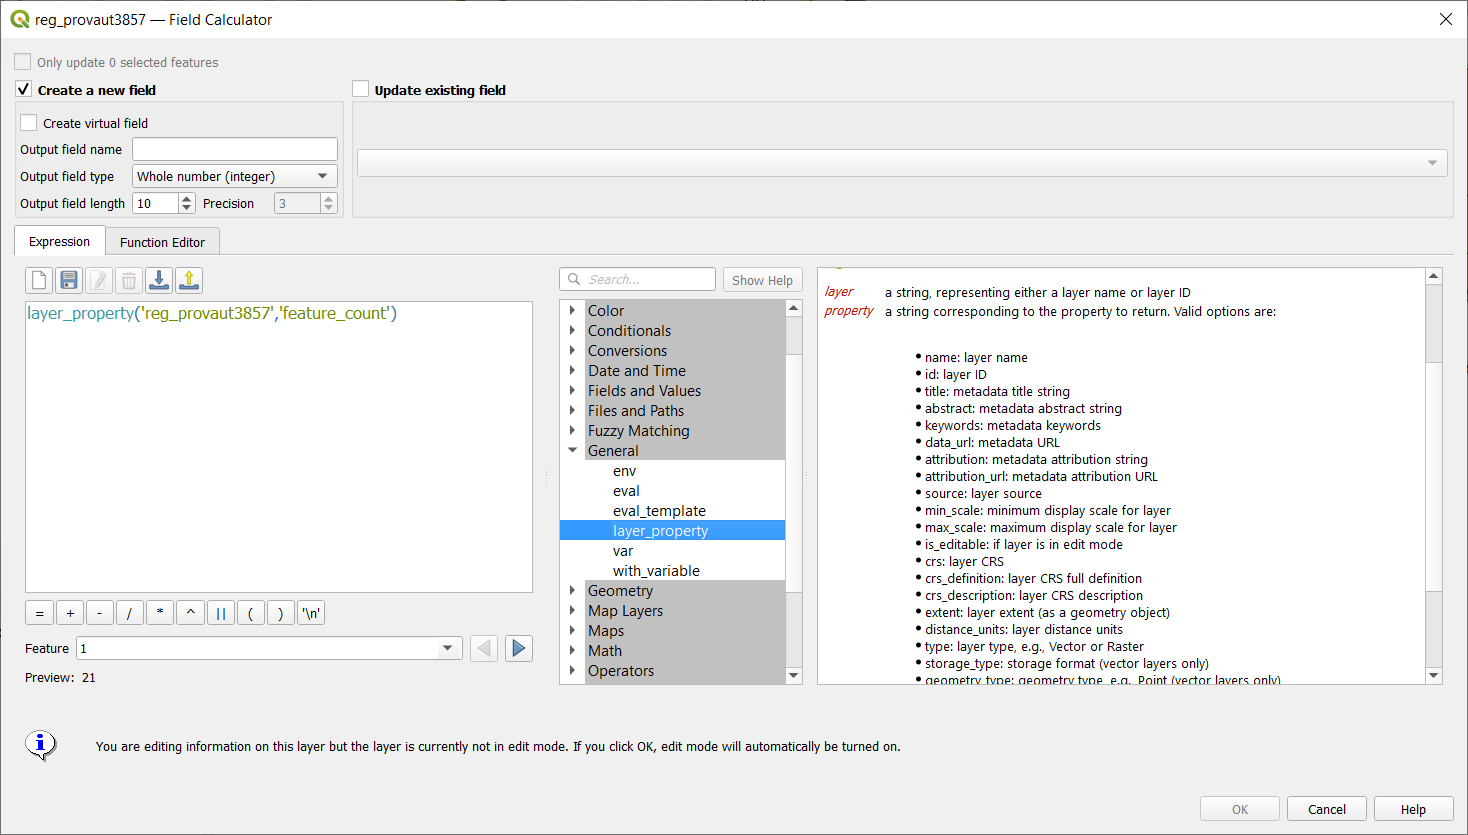 reg_provaut3857 — Field Calculator
Only update 0 selected features
Create a new field
Update existing field
Create virtual field
Output field name
Output field type
Whole number (integer)
Output field length
10
Precision
3
Expression
Function Editor
Search...
Show Help
layer_property('reg_provaut3857','feature_count')
=
+
-
/
*
^
||
(
)
'\n'
Feature
1
Preview: 21
Color
Conditionals
Conversions
Date and Time
Fields and Values
Files and Paths
Fuzzy Matching
General
env
eval
eval_template
layer_property
var
with_variable
Geometry
Map Layers
Maps
Math
Operators
layer a string, representing either a layer name or layer ID
property a string corresponding to the property to return. Valid options are:
• name: layer name
• id: layer ID
• title: metadata title string
• abstract: metadata abstract string
• keywords: metadata keywords
• data_url: metadata URL
• attribution: metadata attribution string
• attribution_url: metadata attribution URL
• source: layer source
• min_scale: minimum display scale for layer
• max_scale: maximum display scale for layer
• is_editable: if layer is in edit mode
• crs: layer CRS
• crs_definition: layer CRS full definition
• crs_description: layer CRS description
• extent: layer extent (as a geometry object)
• distance_units: layer distance units
• type: layer type, e.g., Vector or Raster
• storage_type: storage format (vector layers only)
• geometry_type: geometry type, e.g., Point (vector layers only)
You are editing information on this layer but the layer is currently not in edit mode. If you click OK, edit mode will automatically be turned on.
OK
Cancel
Help